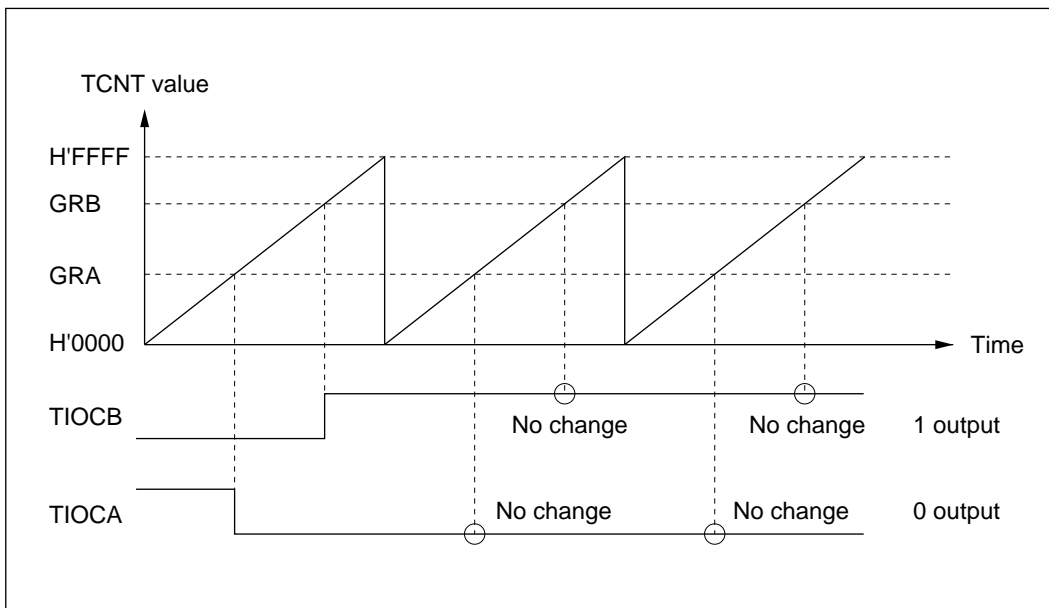 TCNT value
H'FFFF
GRB
GRA
H'0000
Time
TIOCB
No change
No change
1 output
TIOCA
No change
No change
0 output